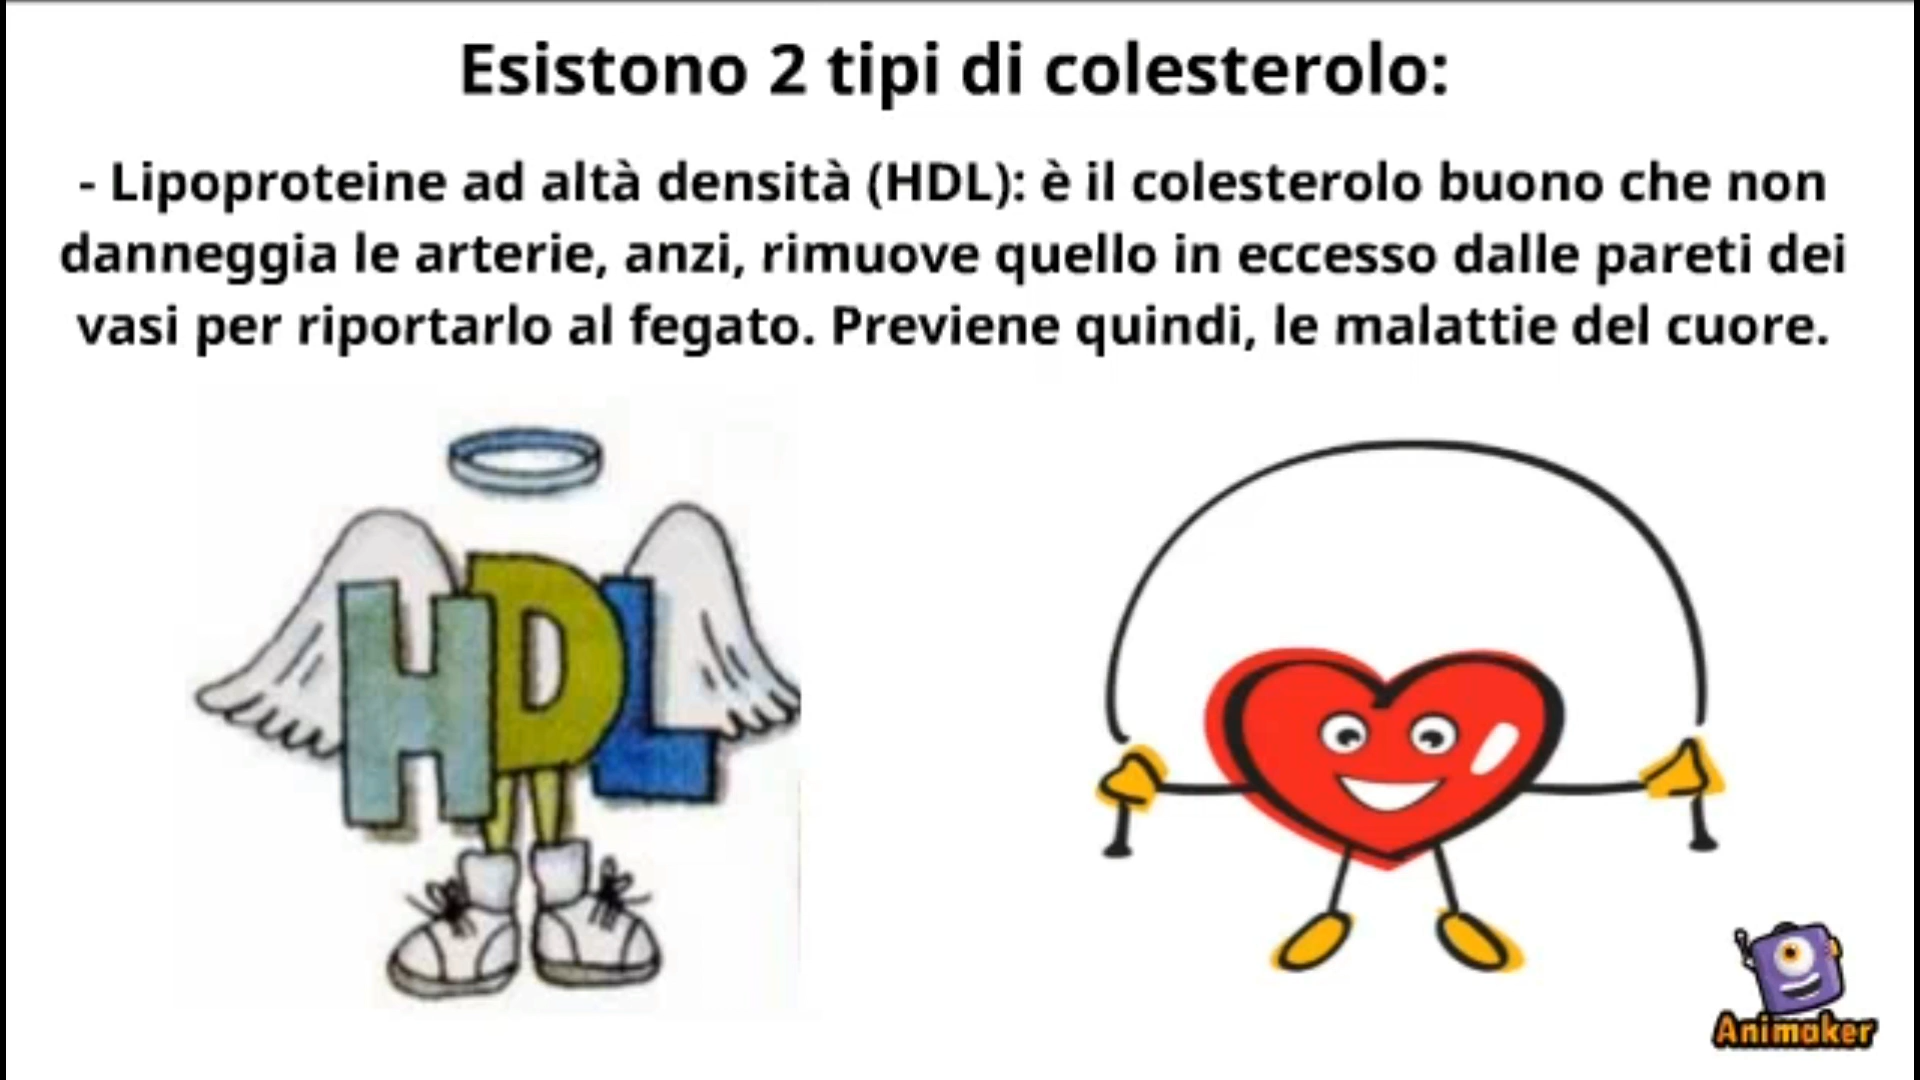 Esistono 2 tipi di colesterolo:
- Lipoproteine ad altà densità (HDL): è il colesterolo buono che non
danneggia le arterie, anzi, rimuove quello in eccesso dalle pareti dei
vasi per riportarlo al fegato. Previene quindi, le malattie del cuore.
HDL
Animaker